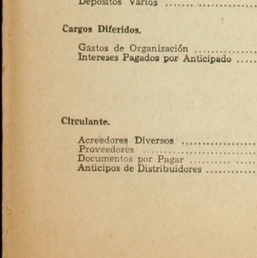 Depósitos Varios ..........
Cargos Diferidos.
Gastos de Organización ..........
Intereses Pagados por Anticipado ....
Circulante.
Acreedores Diversos ..............
Proveedores ......................
Documentos por Pagar ............
Anticipos de Distribuidores .........